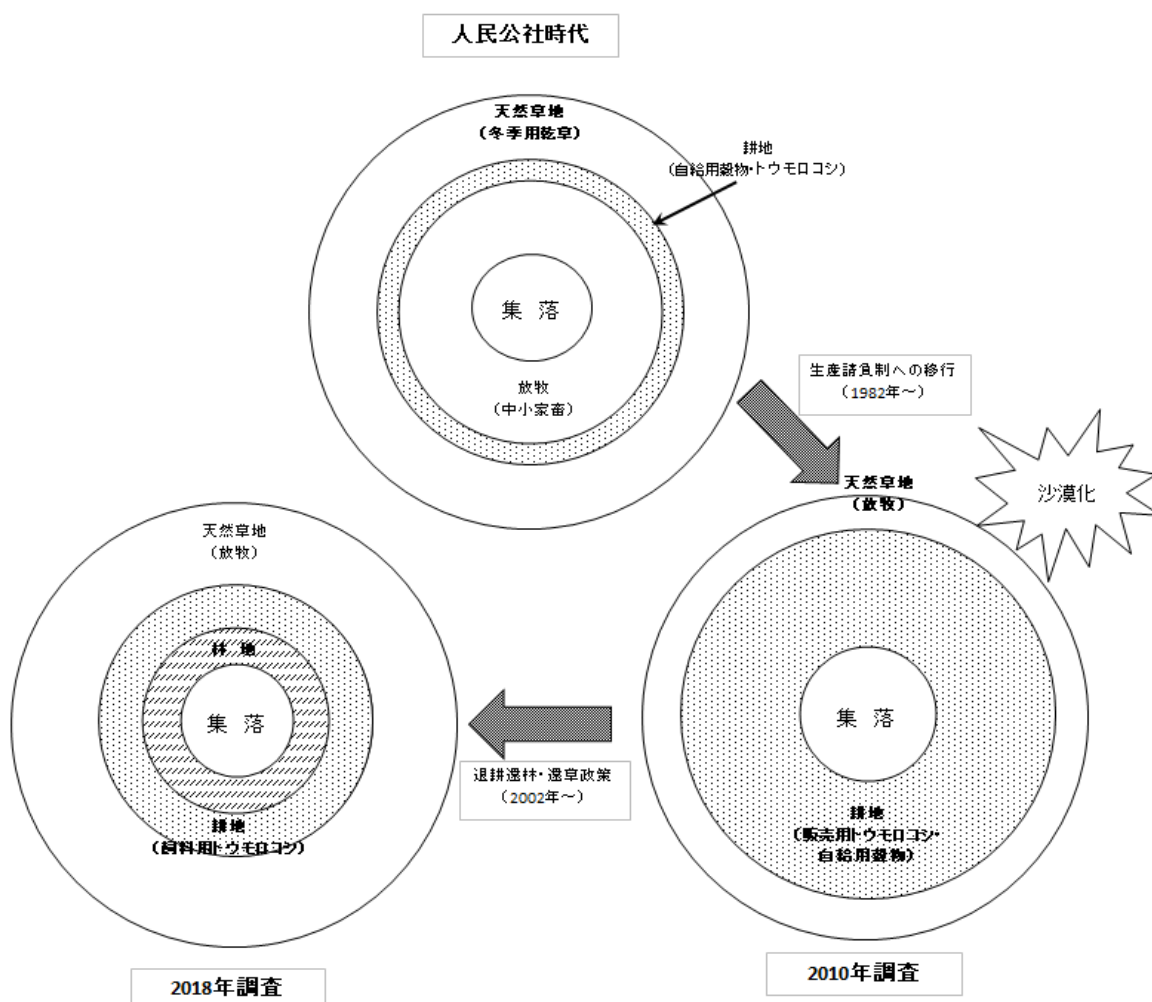 人民公社時代
天然草地
(冬季用乾草)
耕地
(自給用穀物・トウモロコシ)
集 落
放牧
(中小家畜)
生産請負制への移行
(1982年～)
沙漠化
天然草地
(放牧)
集 落
耕地
(販売用トウモロコシ・
自給用穀物)
2010年調査
退耕還林・還草政策
(2002年～)
天然草地
(放牧)
林 地
集 落
耕地
(飼料用トウモロコシ)
2018年調査